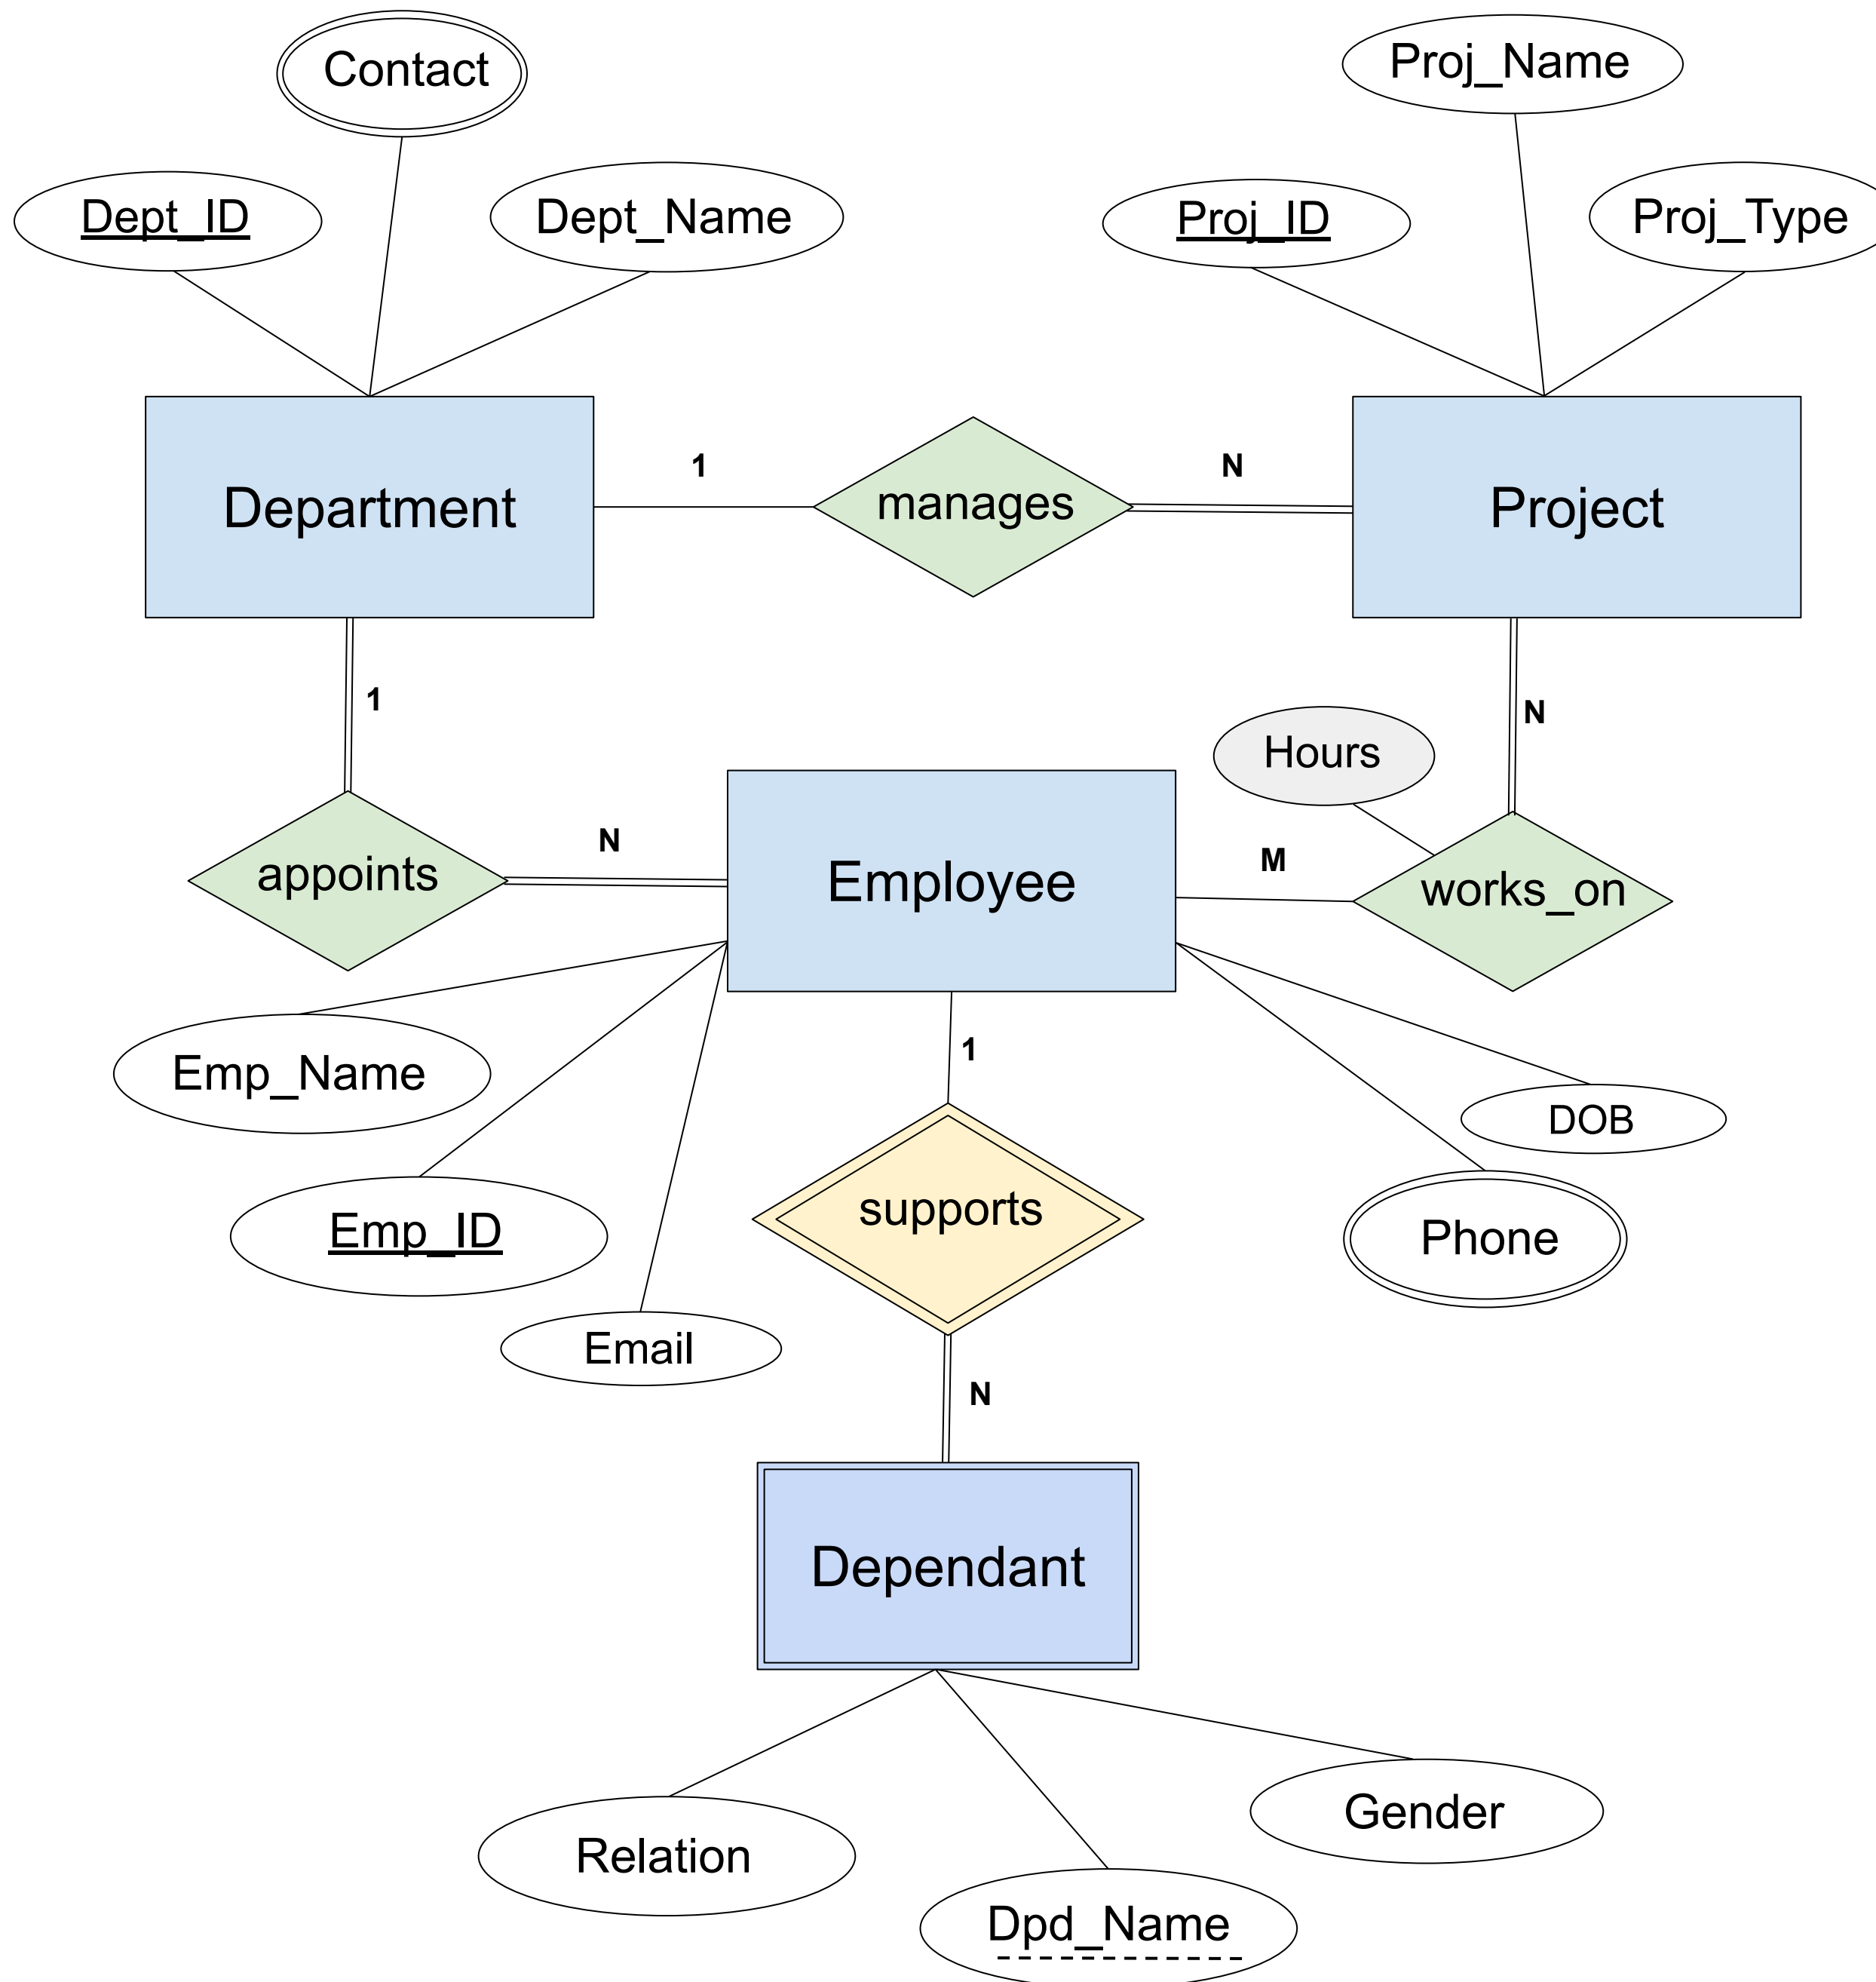 Contact
Proj_Name
Dept_ID
Dept_Name
Proj_ID
Proj_Type
Department
1
manages
N
Project
1
N
Hours
appoints
N
Employee
M
works_on
Emp_Name
1
DOB
Emp_ID
supports
Phone
Email
N
Dependant
Relation
Gender
Dpd_Name